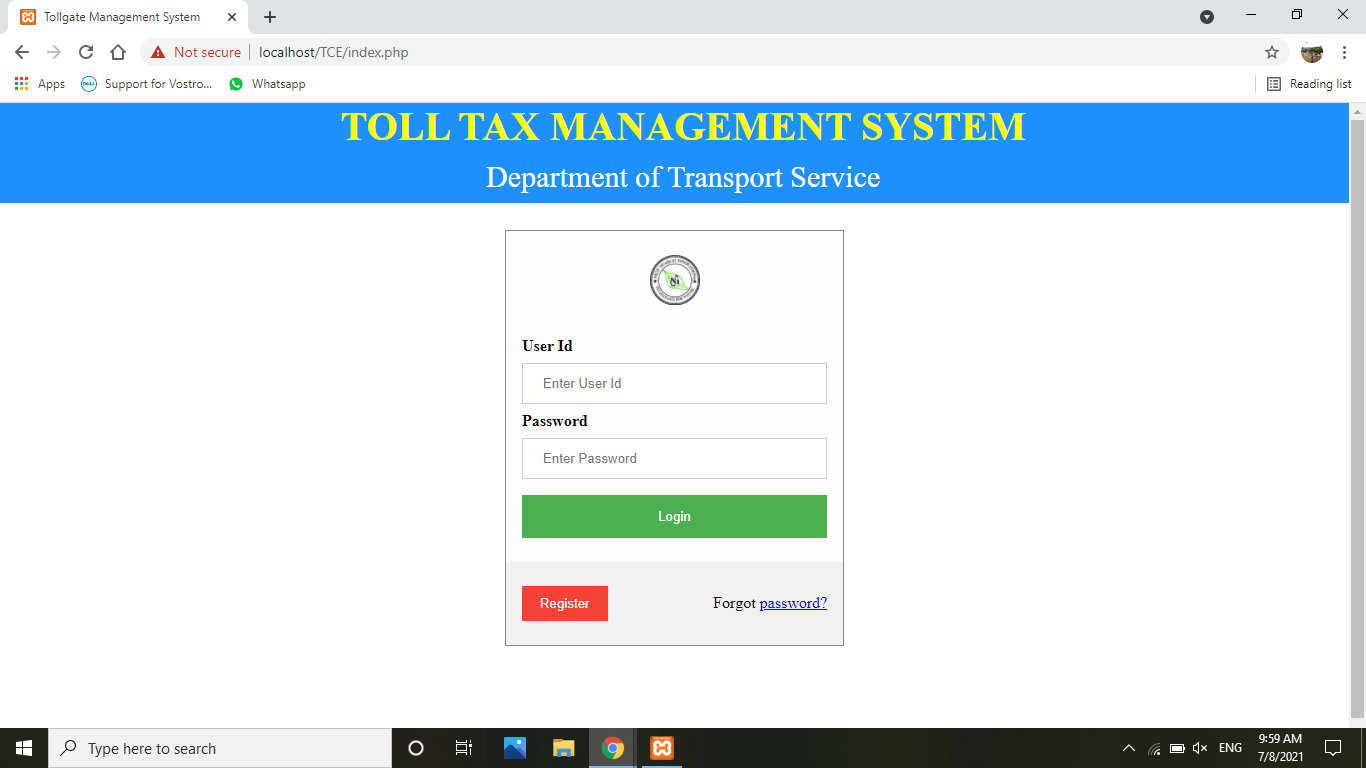 Tollgate Management System
Not secure localhost/TCE/index.php
Apps Support for Vostro... Whatsapp Reading list
TOLL TAX MANAGEMENT SYSTEM
Department of Transport Service
User Id
Enter User Id
Password
Enter Password
Login
Register Forgot password?
Type here to search
ENG
9:59 AM
7/8/2021